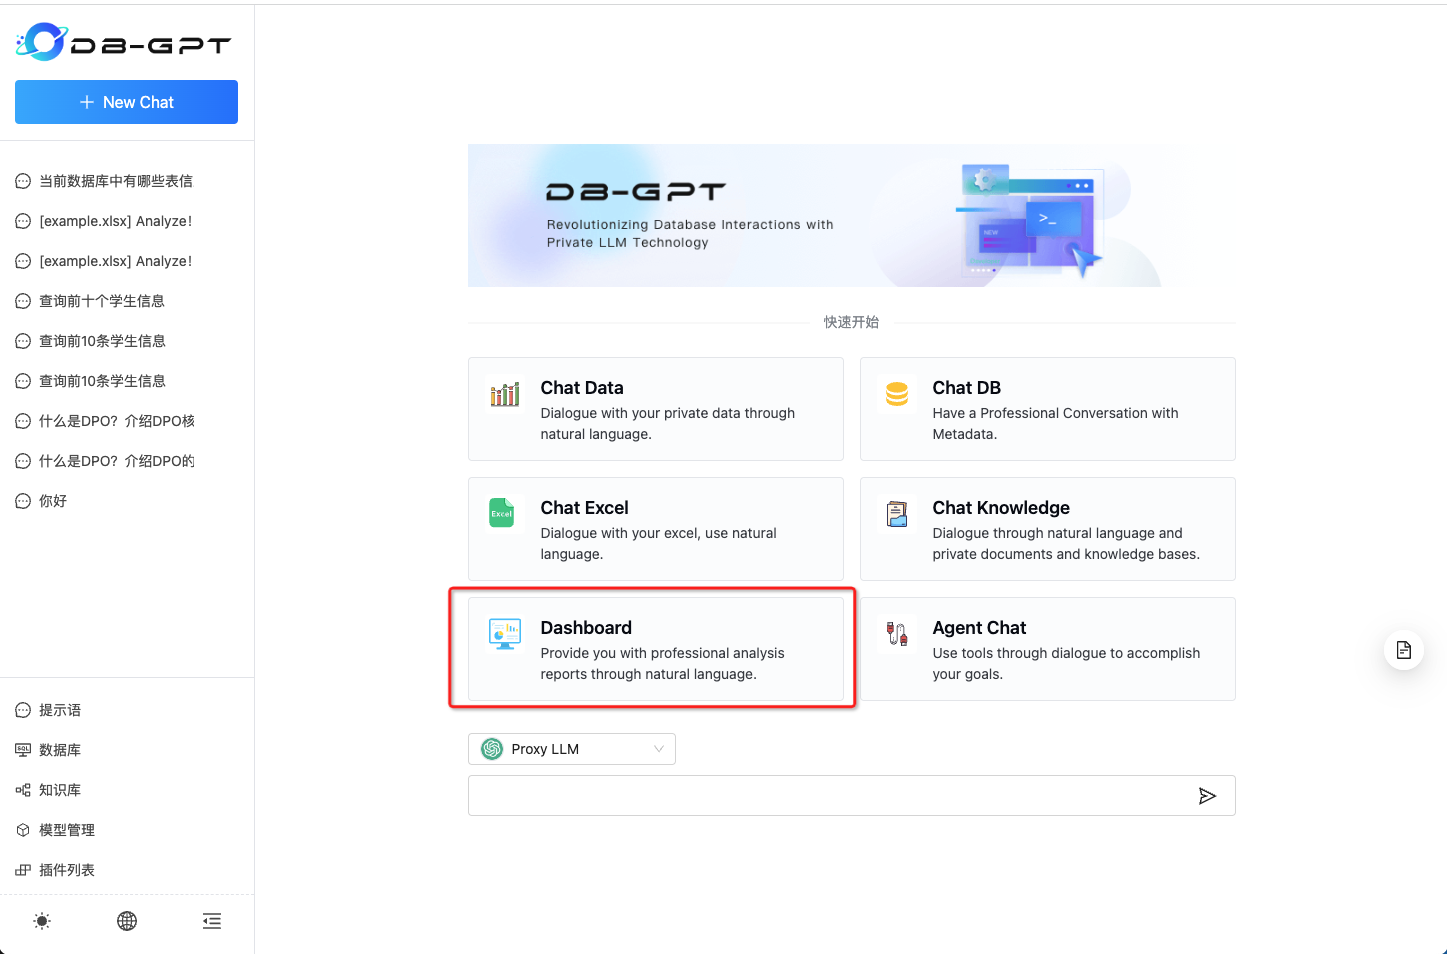 DB-GPT
+ New Chat
当前数据库中有哪些表信
[example.xlsx] Analyze!
[example.xlsx] Analyze!
查询前十个学生信息
查询前10条学生信息
查询前10条学生信息
什么是DPO？介绍DPO核
什么是DPO？介绍DPO的
你好
提示语
SQL
数据库
知识库
模型管理
插件列表
DB-GPT
Revolutionizing Database Interactions with
Private LLM Technology
>_
NEW
快速开始
Chat Data
Dialogue with your private data through
natural language.
Chat DB
Have a Professional Conversation with
Metadata.
Excel
Chat Excel
Dialogue with your excel, use natural
language.
Chat Knowledge
Dialogue through natural language and
private documents and knowledge bases.
Dashboard
Provide you with professional analysis
reports through natural language.
Agent Chat
Use tools through dialogue to accomplish
your goals.
Proxy LLM